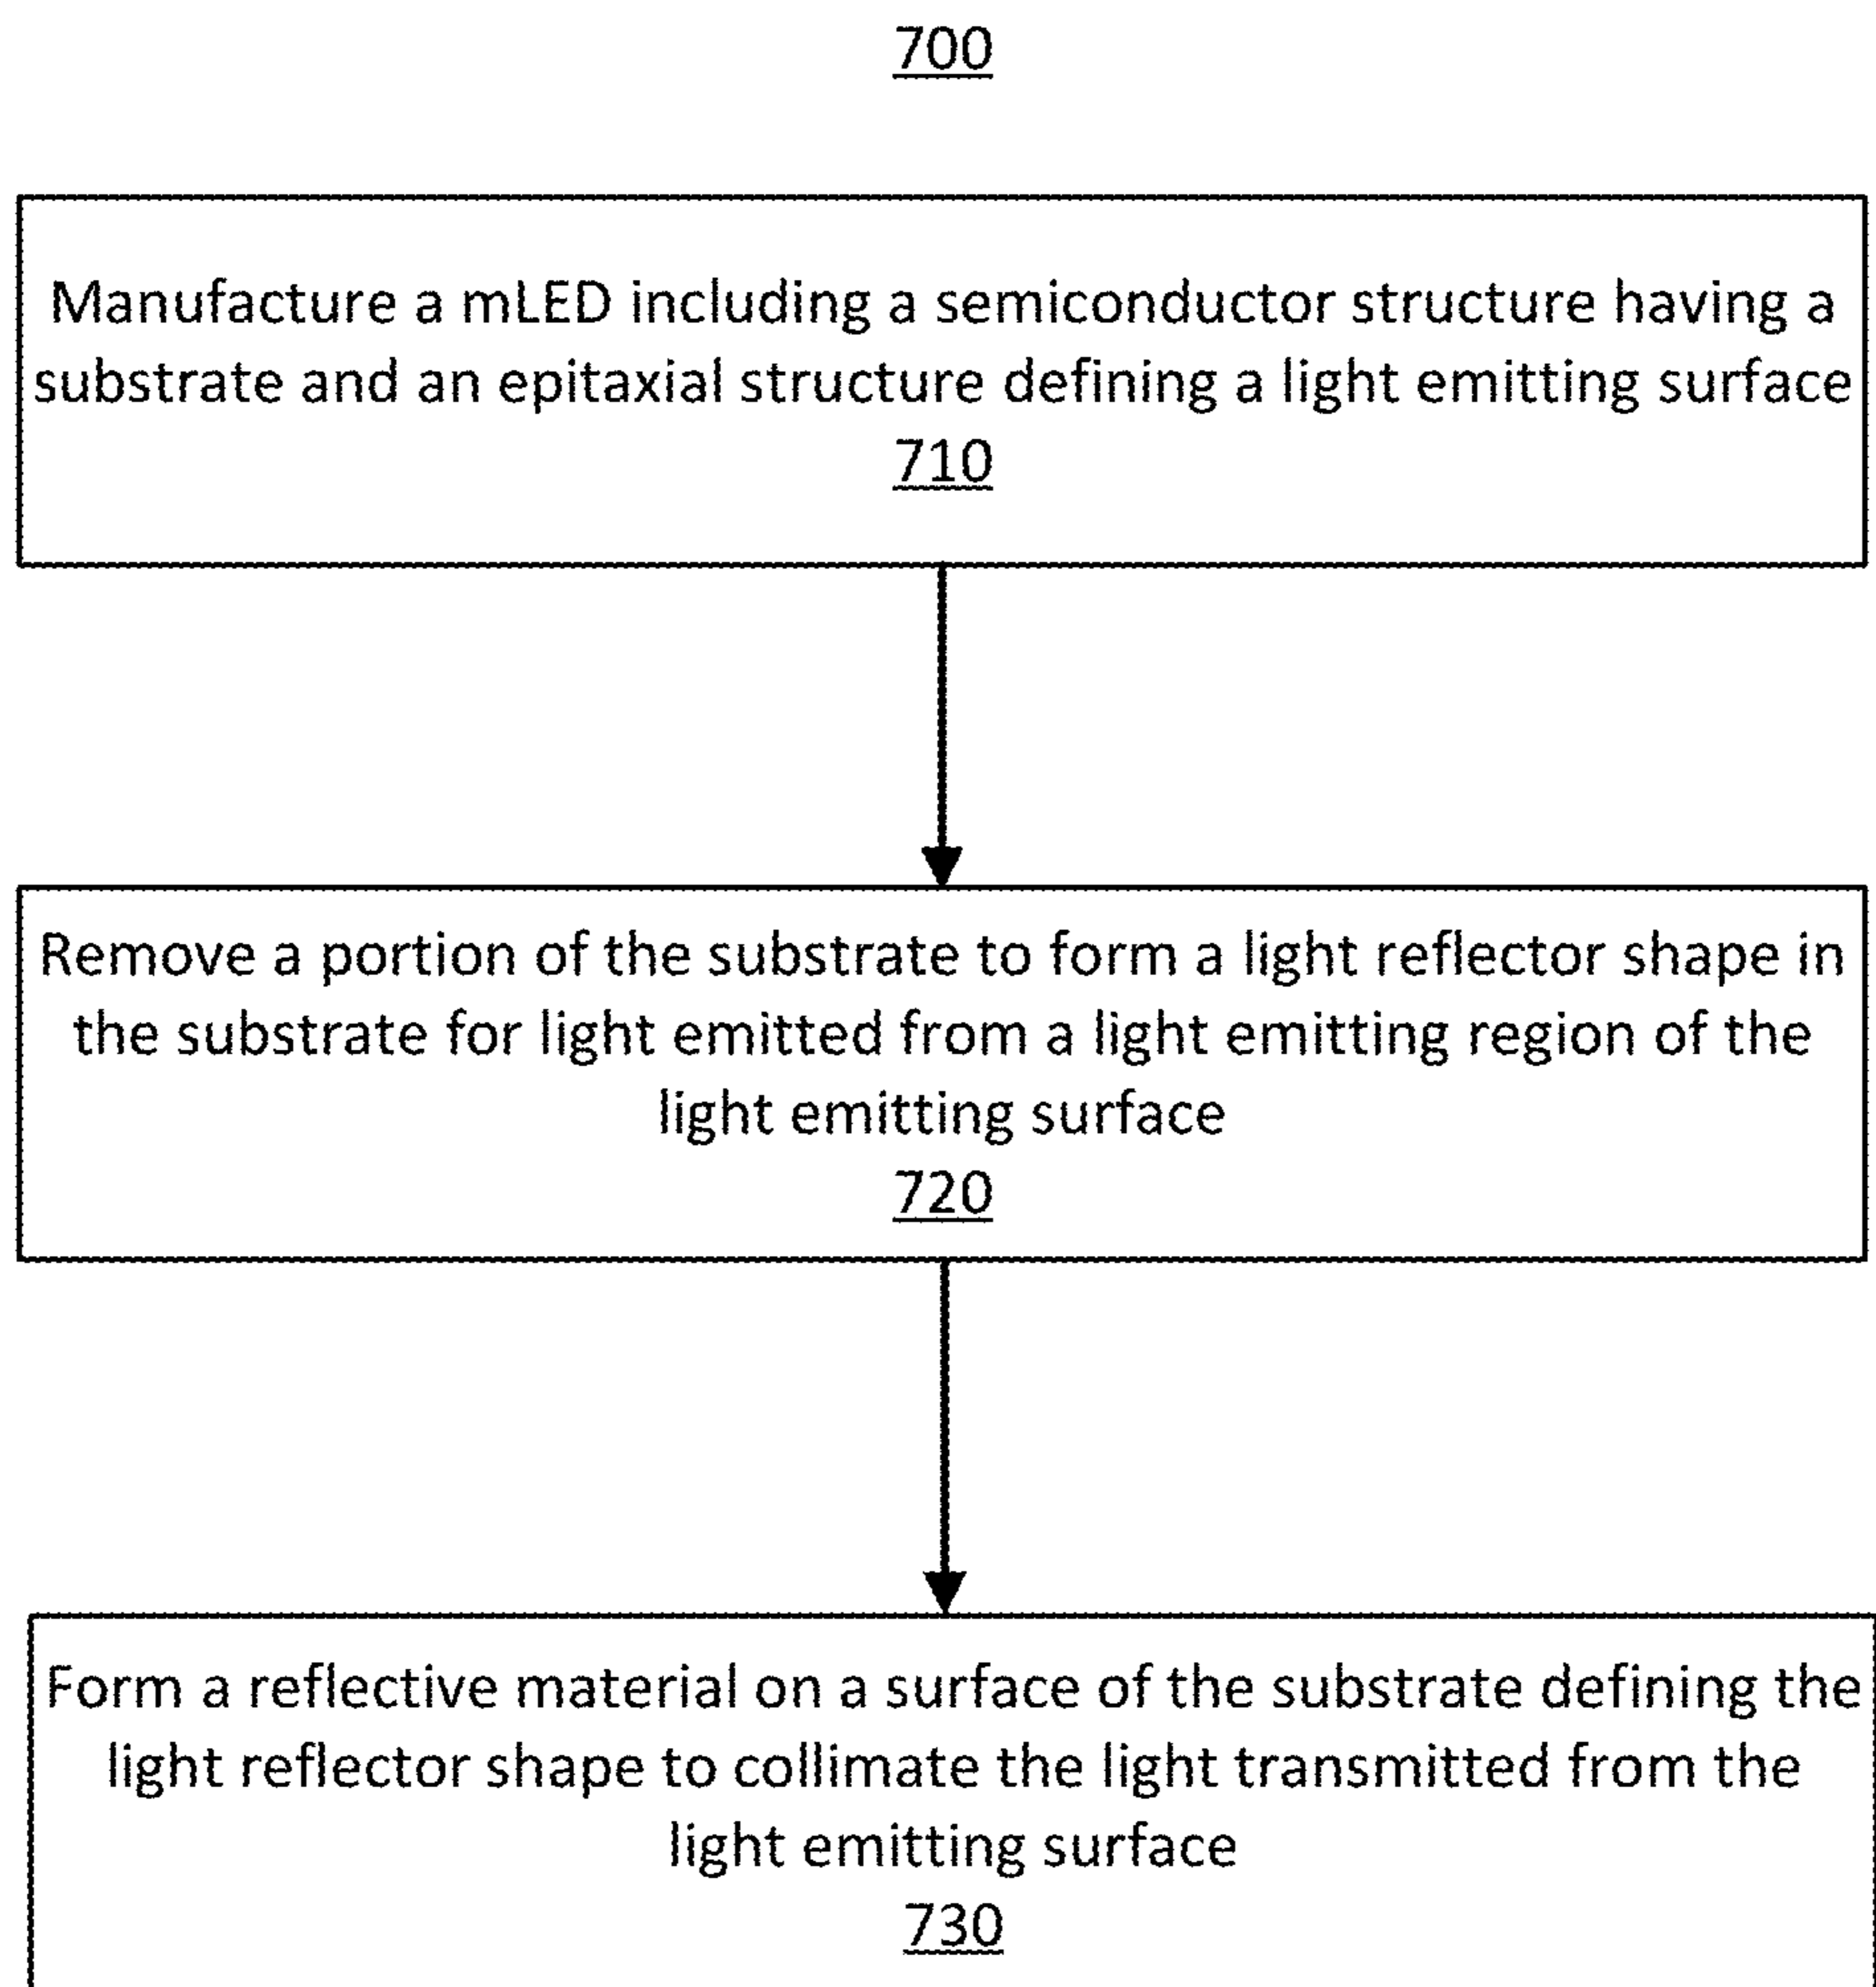 700
Manufacture a mLED including a semiconductor structure having a
substrate and an epitaxial structure defining a light emitting surface
710
Remove a portion of the substrate to form a light reflector shape in
the substrate for light emitted from a light emitting region of the
light emitting surface
720
Form a reflective material on a surface of the substrate defining the
light reflector shape to collimate the light transmitted from the
light emitting surface
730